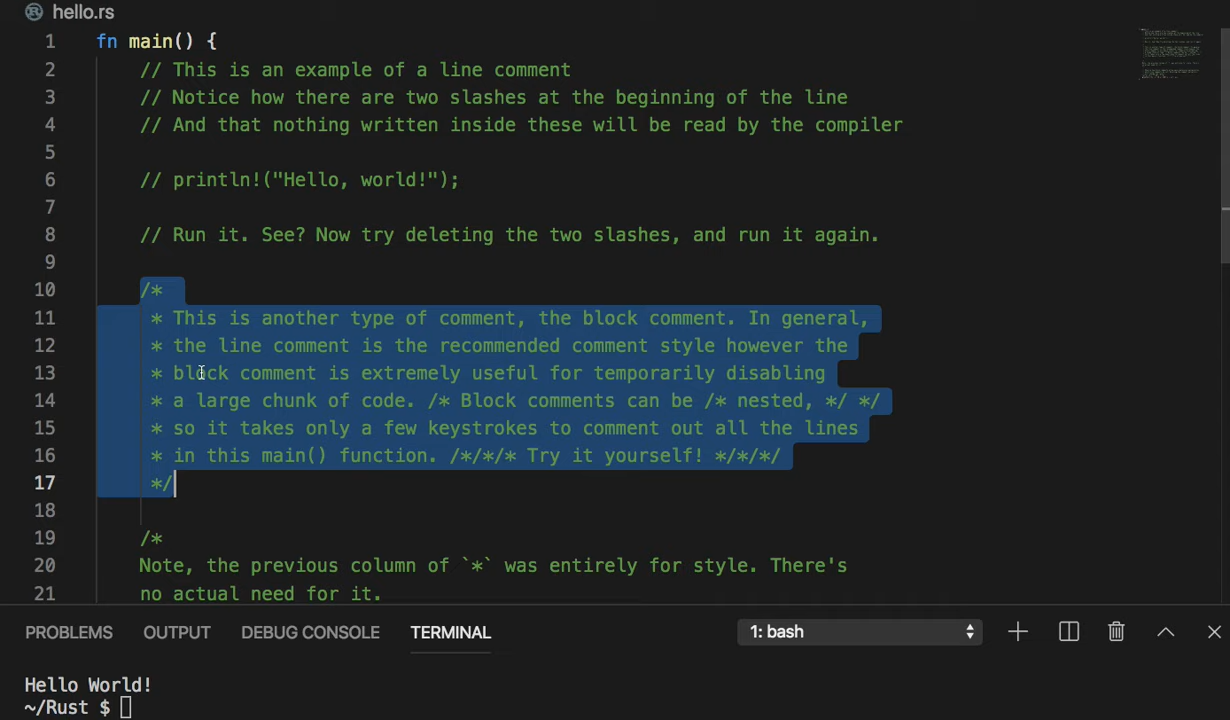 hello.rs
1 fn main() {
2 // This is an example of a line comment
3 // Notice how there are two slashes at the beginning of the line
4 // And that nothing written inside these will be read by the compiler
5
6 // println!("Hello, world!");
7
8 // Run it. See? Now try deleting the two slashes, and run it again.
9
10 /*
11 * This is another type of comment, the block comment. In general,
12 * the line comment is the recommended comment style however the
13 * block comment is extremely useful for temporarily disabling
14 * a large chunk of code. /* Block comments can be /* nested, */ */
15 * so it takes only a few keystrokes to comment out all the lines
16 * in this main() function. /*/*/* Try it yourself! */*/*/
17 */
18
19 /*
20 Note, the previous column of `*` was entirely for style. There's
21 no actual need for it.
PROBLEMS OUTPUT DEBUG CONSOLE TERMINAL 1: bash
Hello World!
~/Rust $